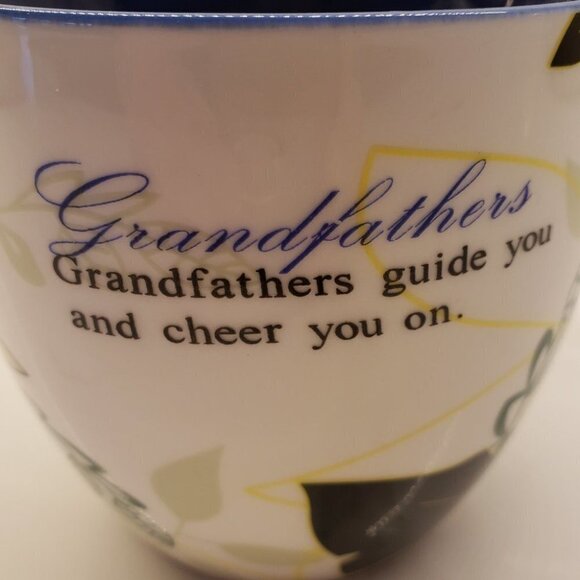 Grandfathers
Grandfathers guide you
and cheer you on.